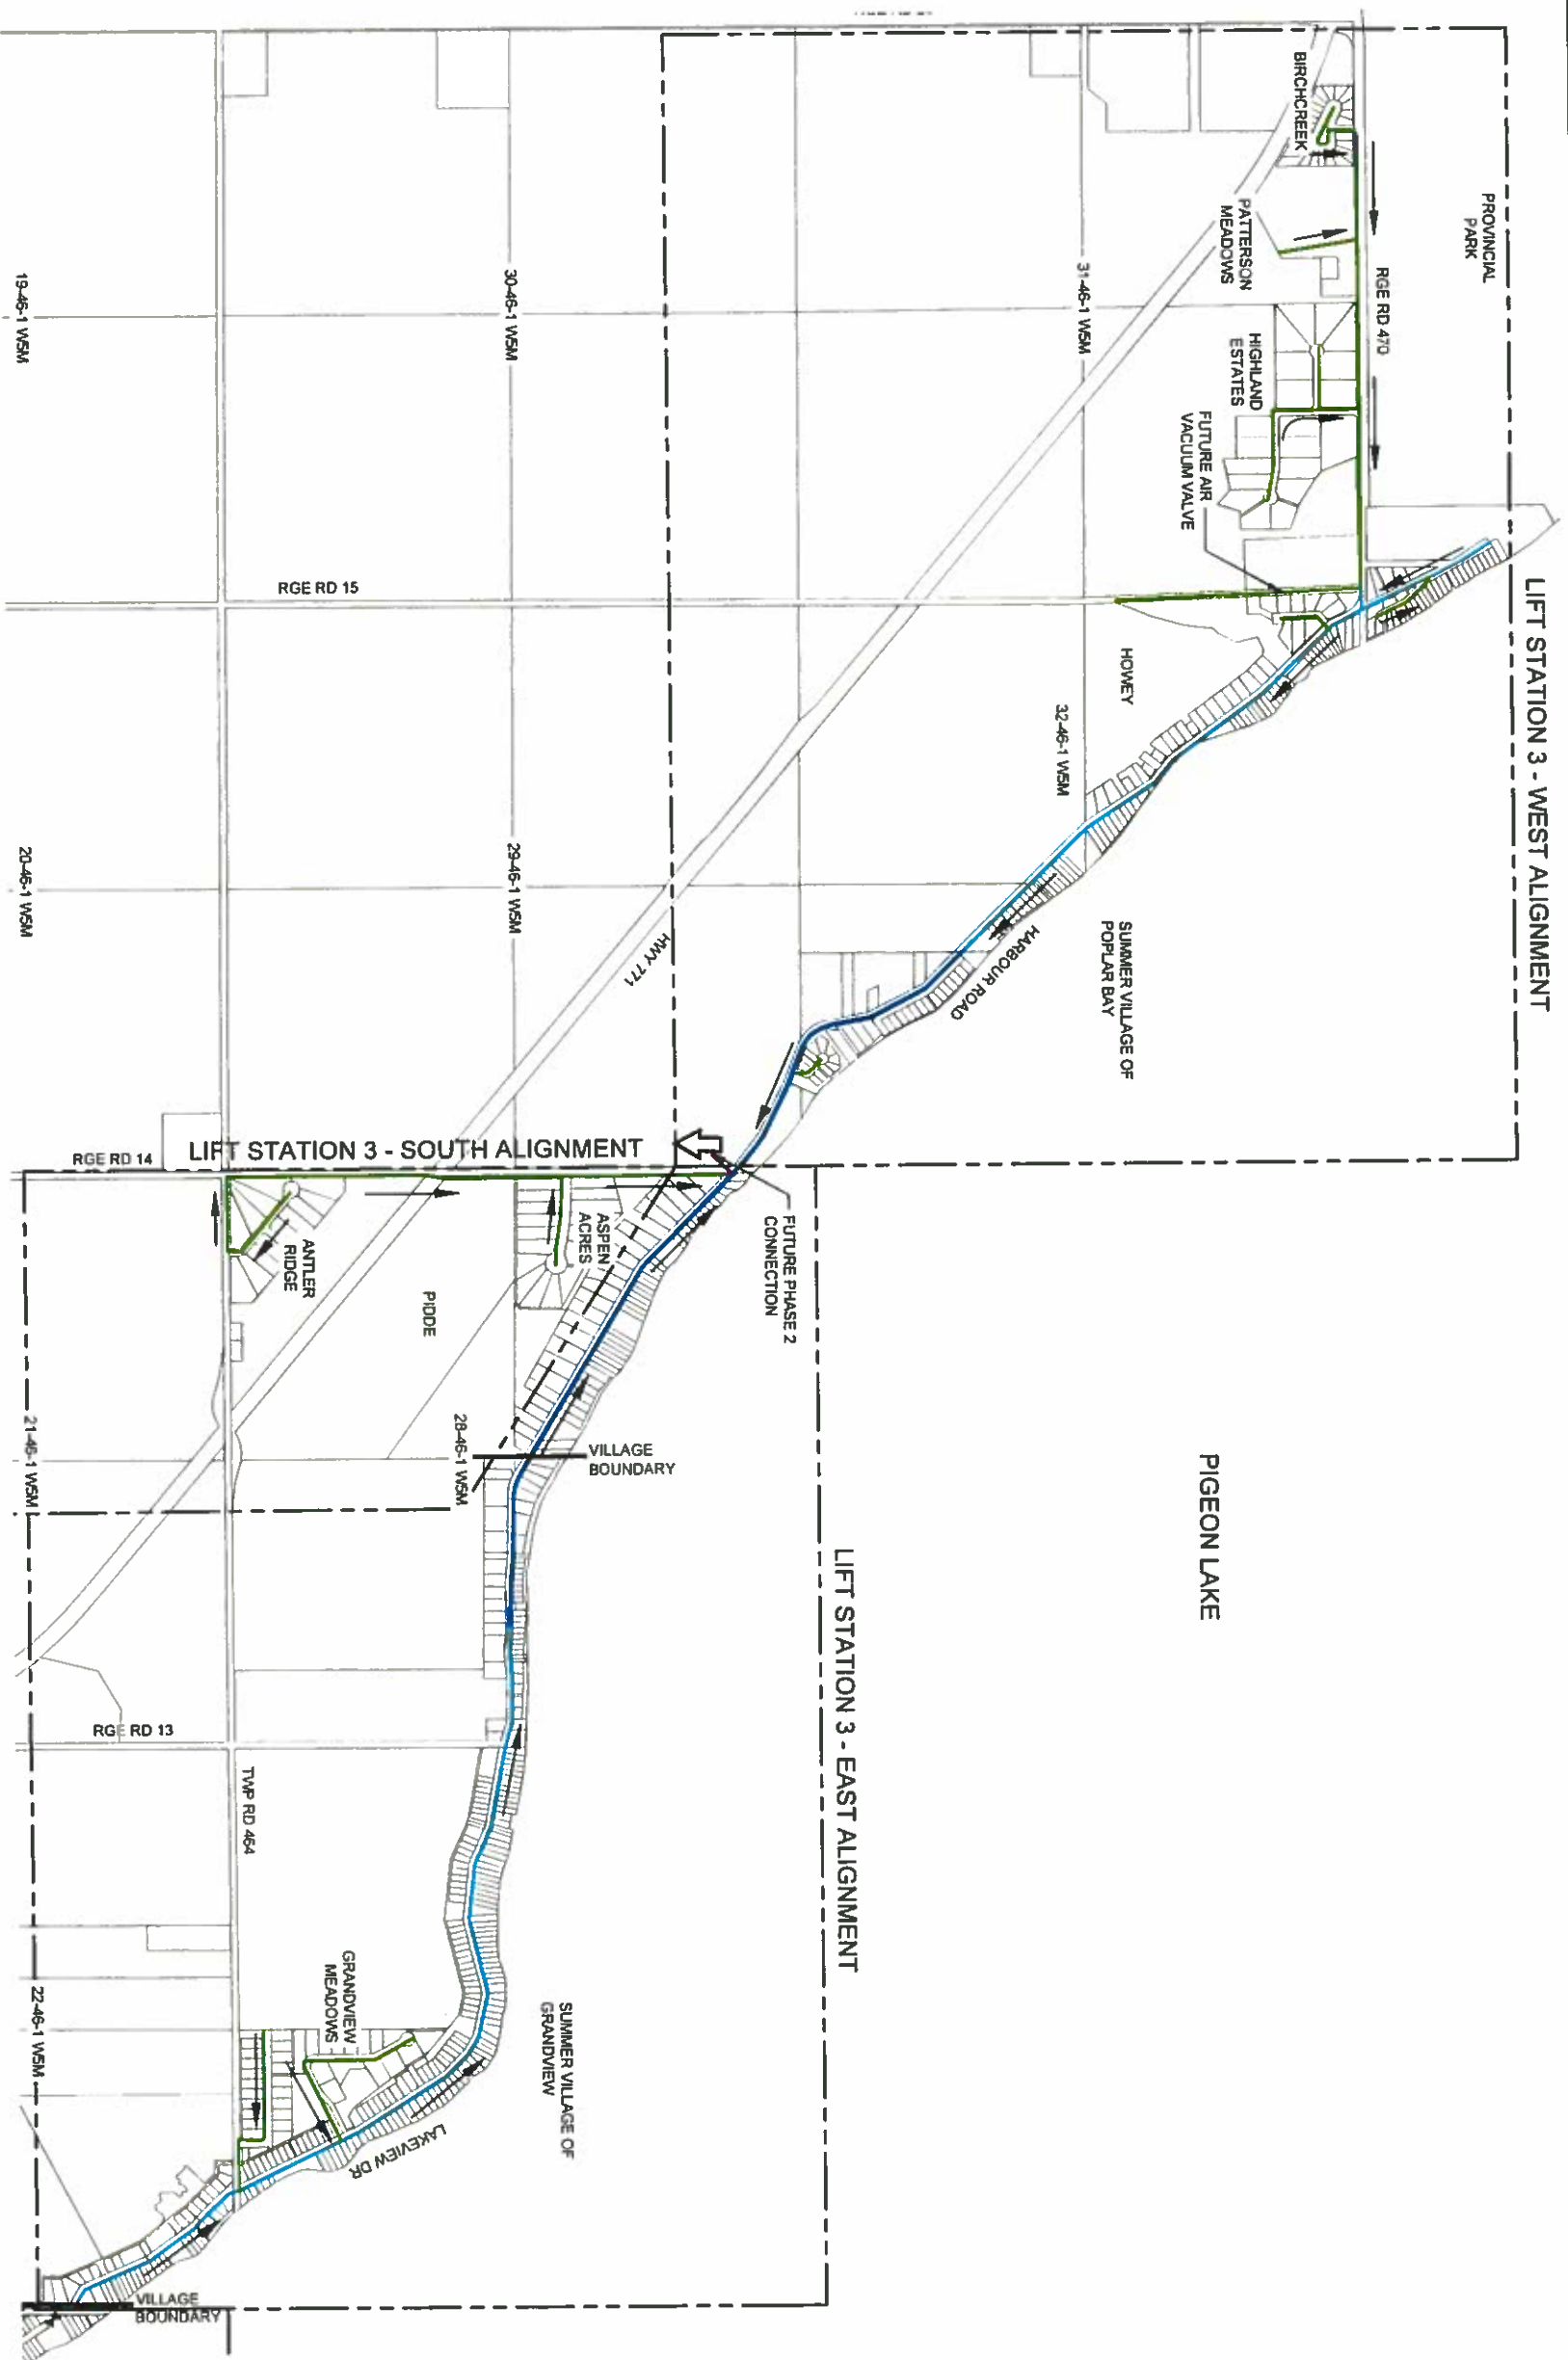 LIFT STATION 3 - WEST ALIGNMENT
PROVINCIAL
PARK
RGE RD 470
BIRCHCREEK
PATTERSON
MEADOWS
HIGHLAND
ESTATES
FUTURE AIR
VACUUM VALVE
31-46-1 W5M
HOWEY
32-46-1 W5M
SUMMER VILLAGE OF
POPLAR BAY
HARBOUR ROAD
30-46-1 W5M
29-46-1 W5M
HWY 771
RGE RD 15
19-46-1 W5M
20-46-1 W5M
LIFT STATION 3 - SOUTH ALIGNMENT
RGE RD 14
FUTURE PHASE 2
CONNECTION
ASPEN
ACRES
ANTLER
RIDGE
PIDDE
28-46-1 W5M
21-46-1 W5M
VILLAGE
BOUNDARY
PIGEON LAKE
LIFT STATION 3 - EAST ALIGNMENT
RGE RD 13
TWP RD 464
GRANDVIEW
MEADOWS
SUMMER VILLAGE OF
GRANDVIEW
LAKEVIEW DR
22-46-1 W5M
VILLAGE
BOUNDARY